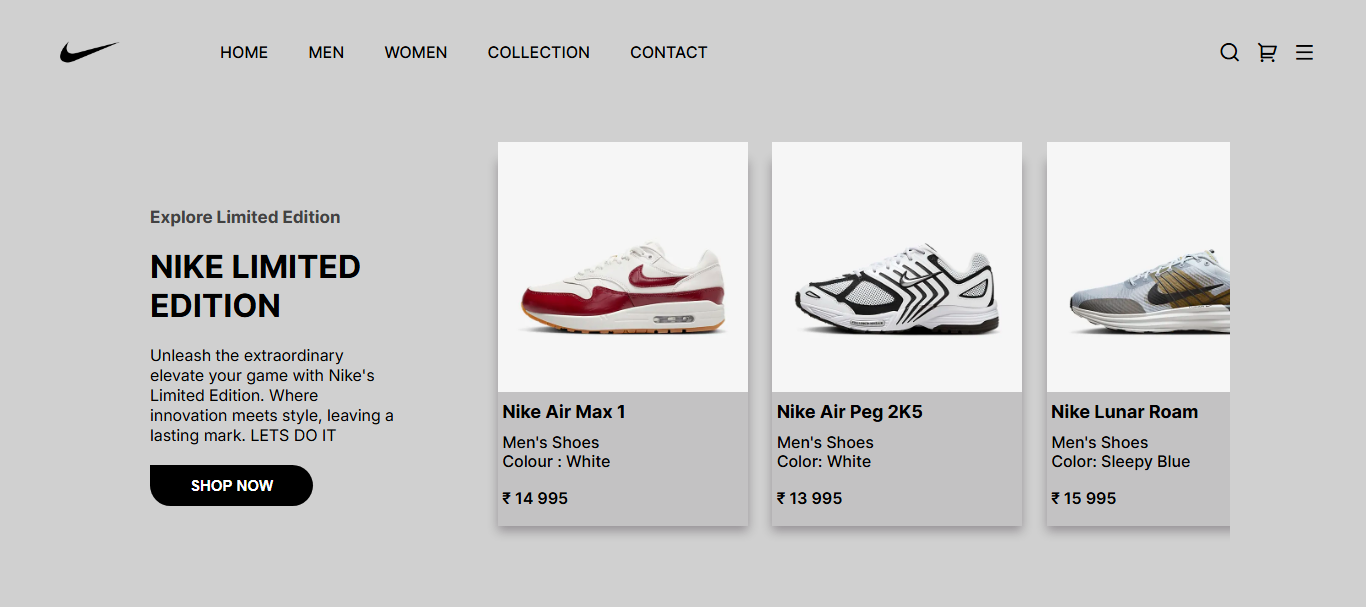 HOME MEN WOMEN COLLECTION CONTACT
Explore Limited Edition
NIKE LIMITED
EDITION
Unleash the extraordinary
elevate your game with Nike's
Limited Edition. Where
innovation meets style, leaving a
lasting mark. LETS DO IT
SHOP NOW
Nike Air Max 1
Men's Shoes
Colour : White
₹ 14 995
Nike Air Peg 2K5
Men's Shoes
Color: White
₹ 13 995
Nike Lunar Roam
Men's Shoes
Color: Sleepy Blue
₹ 15 995